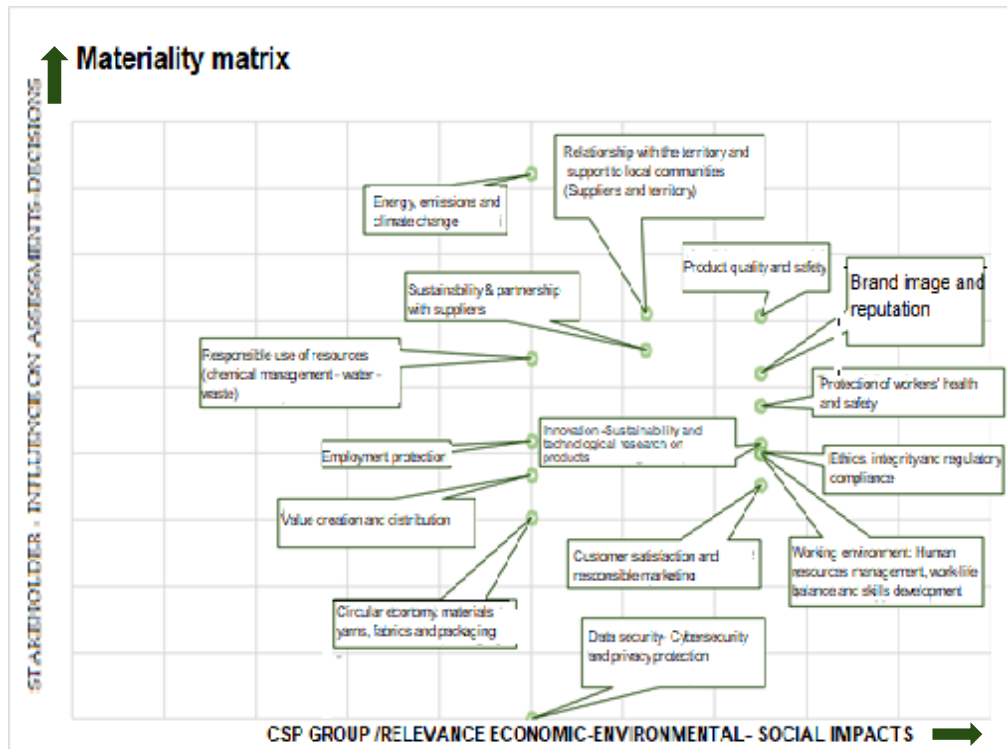 Materiality matrix
STAKEHOLDER - INFLUENCE ON ASSESSMENTS-DECISIONS
Relationship with the territory and
support to local communities
(Suppliers and territory)
Energy, emissions and
climate change
Product quality and safety
Brand image and
reputation
Sustainability & partnership
with suppliers
Responsible use of resources
(chemical management - water -
waste)
Protection of workers' health
and safety
Innovation -Sustainability and
technological research on
products
Employment protection
Ethics, integrity and regulatory
compliance
Value creation and distribution
Customer satisfaction and
responsible marketing
Working environment: Human
resources management, work-life
balance and skills development
Circular economy, materials
yarns, fabrics and packaging
Data security- Cybersecurity
and privacy protection
CSP GROUP /RELEVANCE ECONOMIC-ENVIRONMENTAL- SOCIAL IMPACTS